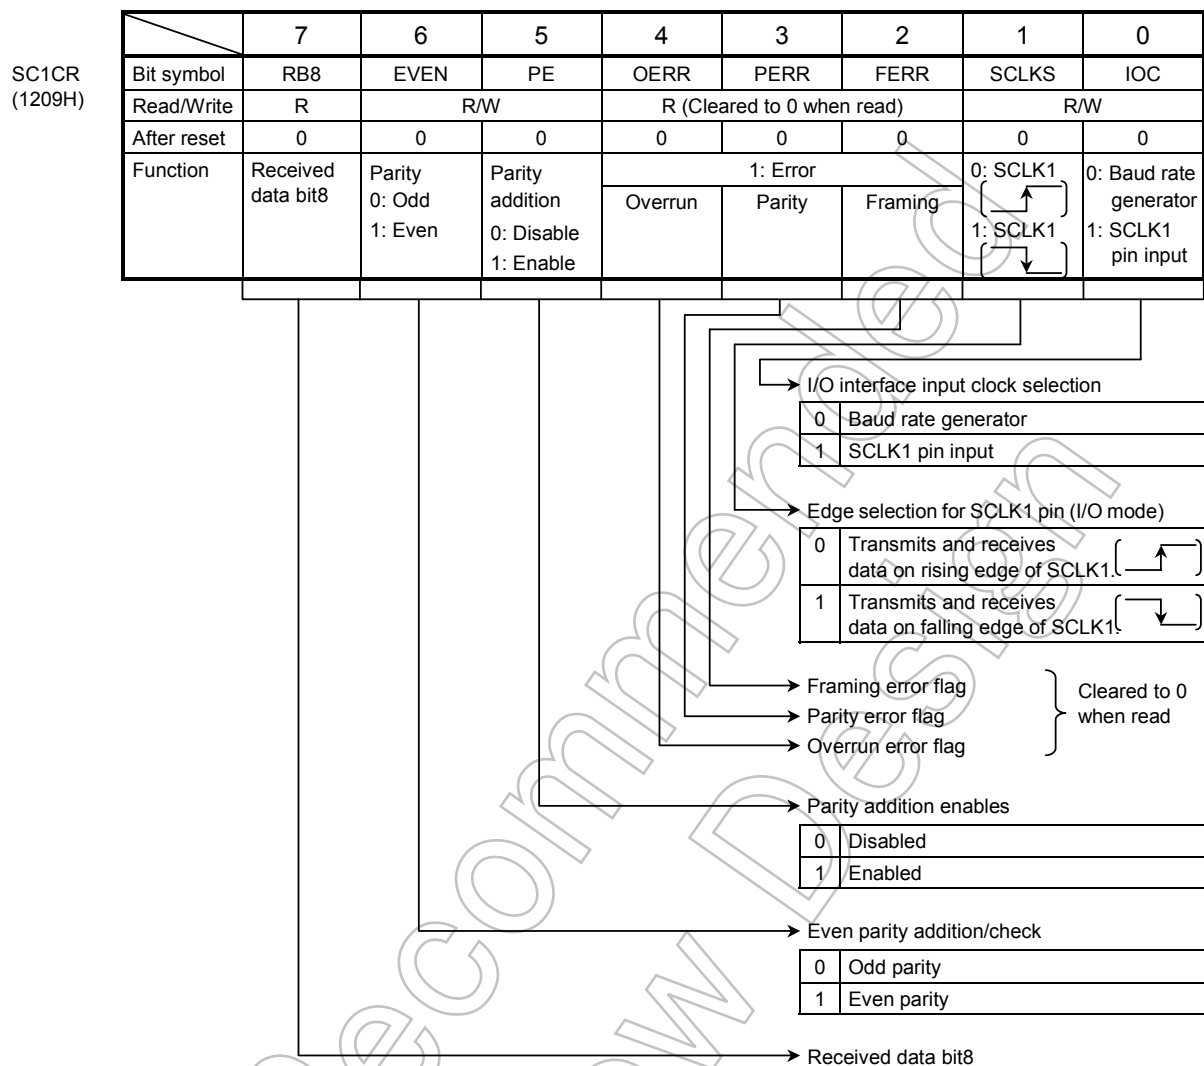 7 6 5 4 3 2 1 0
SC1CR
(1209H)
Bit symbol RB8 EVEN PE OERR PERR FERR SCLKS IOC
Read/Write R R/W R (Cleared to 0 when read) R/W
After reset 0 0 0 0 0 0 0 0
Function
Received
data bit8
Parity
0: Odd
1: Even
Parity
addition
0: Disable
1: Enable
1: Error
Overrun Parity Framing
0: SCLK1
1: SCLK1
0: Baud rate
generator
1: SCLK1
pin input
I/O interface input clock selection
0 Baud rate generator
1 SCLK1 pin input
Edge selection for SCLK1 pin (I/O mode)
0 Transmits and receives
data on rising edge of SCLK1.
1 Transmits and receives
data on falling edge of SCLK1.
Framing error flag
Parity error flag
Overrun error flag
Cleared to 0
when read
Parity addition enables
0 Disabled
1 Enabled
Even parity addition/check
0 Odd parity
1 Even parity
Received data bit8